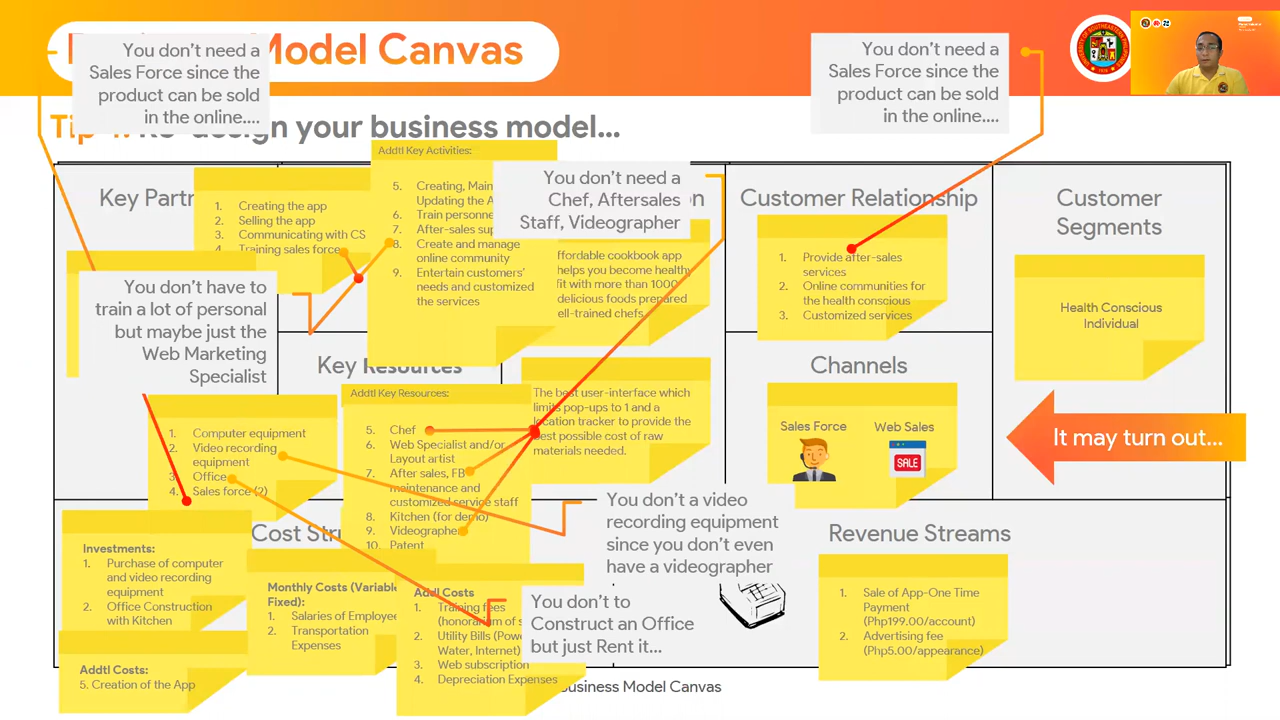 Model Canvas
You don't need a
Sales Force since the
product can be sold
in the online....
You don't need a
Sales Force since the
product can be sold
in the online....
Tip
design your business model...
Key Partn
Addtl Key Activities:
1. Creating the app
2. Selling the app
3. Communicating with CS
4. Training sales force
5. Creating, Main
Updating the A
6. Train personne
7. After-sales sup
8. Create and manage
online community
9. Entertain customers'
needs and customized
the services
You don't need a
Chef, Aftersales
Staff, Videographer
on
ffordable cookbook app
helps you become healthy
fit with more than 1000
delicious foods prepared
ell-trained chefs.
Customer Relationship
1. Provide after-sales
services
2. Online communities for
the health conscious
3. Customized services
Customer
Segments
Health Conscious
Individual
You don't have to
train a lot of personal
but maybe just the
Web Marketing
Specialist
Key Resources
1. Computer equipment
2. Video recording
equipment
3. Office
4. Sales force (2)
Addtl Key Resources:
5. Chef
6. Web Specialist and/or
Layout artist
7. After sales, FB
maintenance and
customized service staff
8. Kitchen (for demo)
9. Videographer
10. Patent
The best user-interface which
limits pop-ups to 1 and a
location tracker to provide the
best possible cost of raw
materials needed.
Channels
Sales Force
Web Sales
SALE
It may turn out...
You don't a video
recording equipment
since you don't even
have a videographer
You don't to
Construct an Office
but just Rent it...
Cost Stru
Investments:
1. Purchase of computer
and video recording
equipment
2. Office Construction
with Kitchen
Addtl Costs:
5. Creation of the App
Monthly Costs (Variable
Fixed):
1. Salaries of Employee
2. Transportation
Expenses
Addl Costs
1. Training fees
(honorarium of s
2. Utility Bills (Powe
Water, Internet)
3. Web subscription
4. Depreciation Expenses
Revenue Streams
1. Sale of App-One Time
Payment
(Php199.00/account)
2. Advertising fee
(Php5.00/appearance)
Business Model Canvas